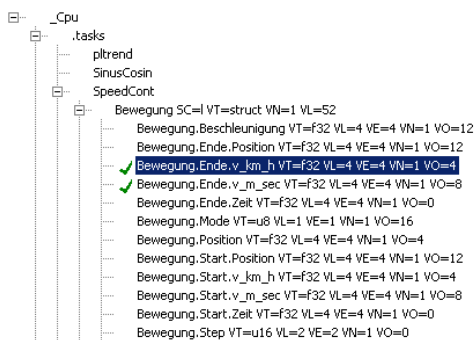 _Cpu
.tasks
pltrend
SinusCosin
SpeedCont
Bewegung SC=l VT=struct VN=1 VL=52
Bewegung.Beschleunigung VT=f32 VL=4 VE=4 VN=1 VO=12
Bewegung.Ende.Position VT=f32 VL=4 VE=4 VN=1 VO=12
Bewegung.Ende.v_km_h VT=f32 VL=4 VE=4 VN=1 VO=4
Bewegung.Ende.v_m_sec VT=f32 VL=4 VE=4 VN=1 VO=8
Bewegung.Ende.Zeit VT=f32 VL=4 VE=4 VN=1 VO=0
Bewegung.Mode VT=u8 VL=1 VE=1 VN=1 VO=16
Bewegung.Position VT=f32 VL=4 VE=4 VN=1 VO=4
Bewegung.Start.Position VT=f32 VL=4 VE=4 VN=1 VO=12
Bewegung.Start.v_km_h VT=f32 VL=4 VE=4 VN=1 VO=4
Bewegung.Start.v_m_sec VT=f32 VL=4 VE=4 VN=1 VO=8
Bewegung.Start.Zeit VT=f32 VL=4 VE=4 VN=1 VO=0
Bewegung.Step VT=u16 VL=2 VE=2 VN=1 VO=0